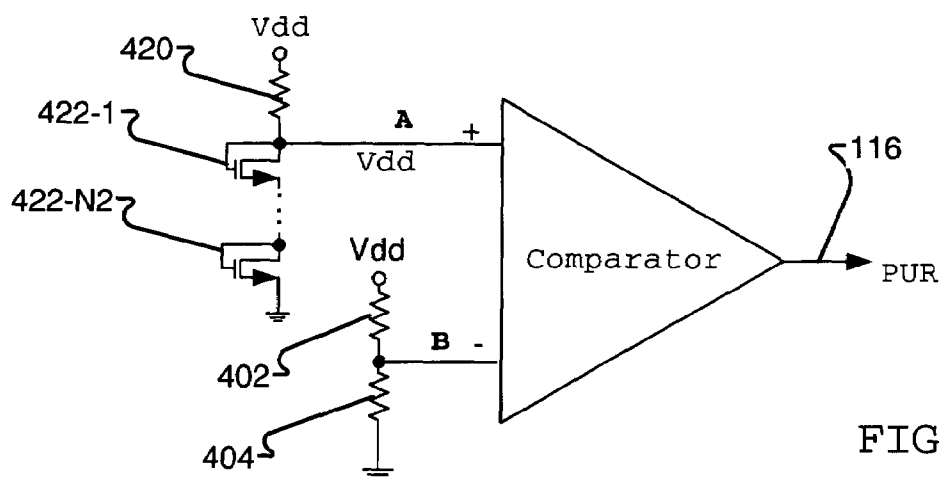 Vdd
420
422-1
A
+
Vdd
116
422-N2
Vdd
Comparator
PUR
B
-
402
404
FIG